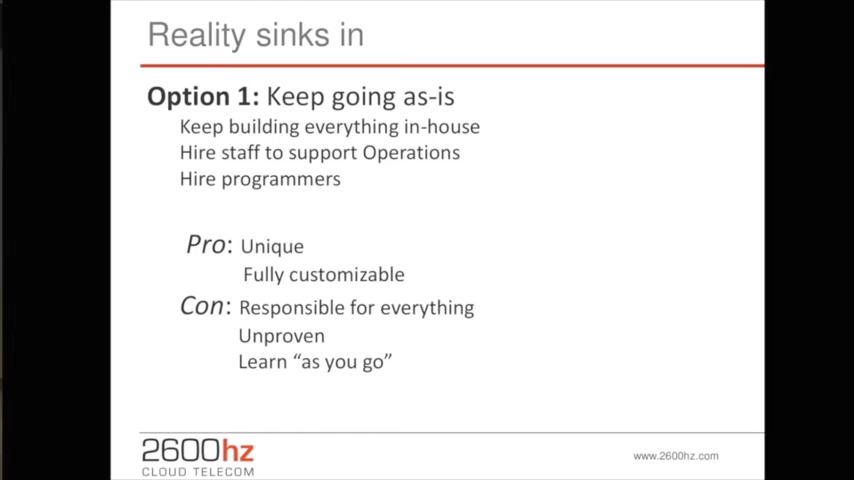 Reality sinks in
Option 1: Keep going as-is
Keep building everything in-house
Hire staff to support Operations
Hire programmers
Pro: Unique
Fully customizable
Con: Responsible for everything
Unproven
Learn “as you go”
2600hz
CLOUD TELECOM
www.2600hz.com